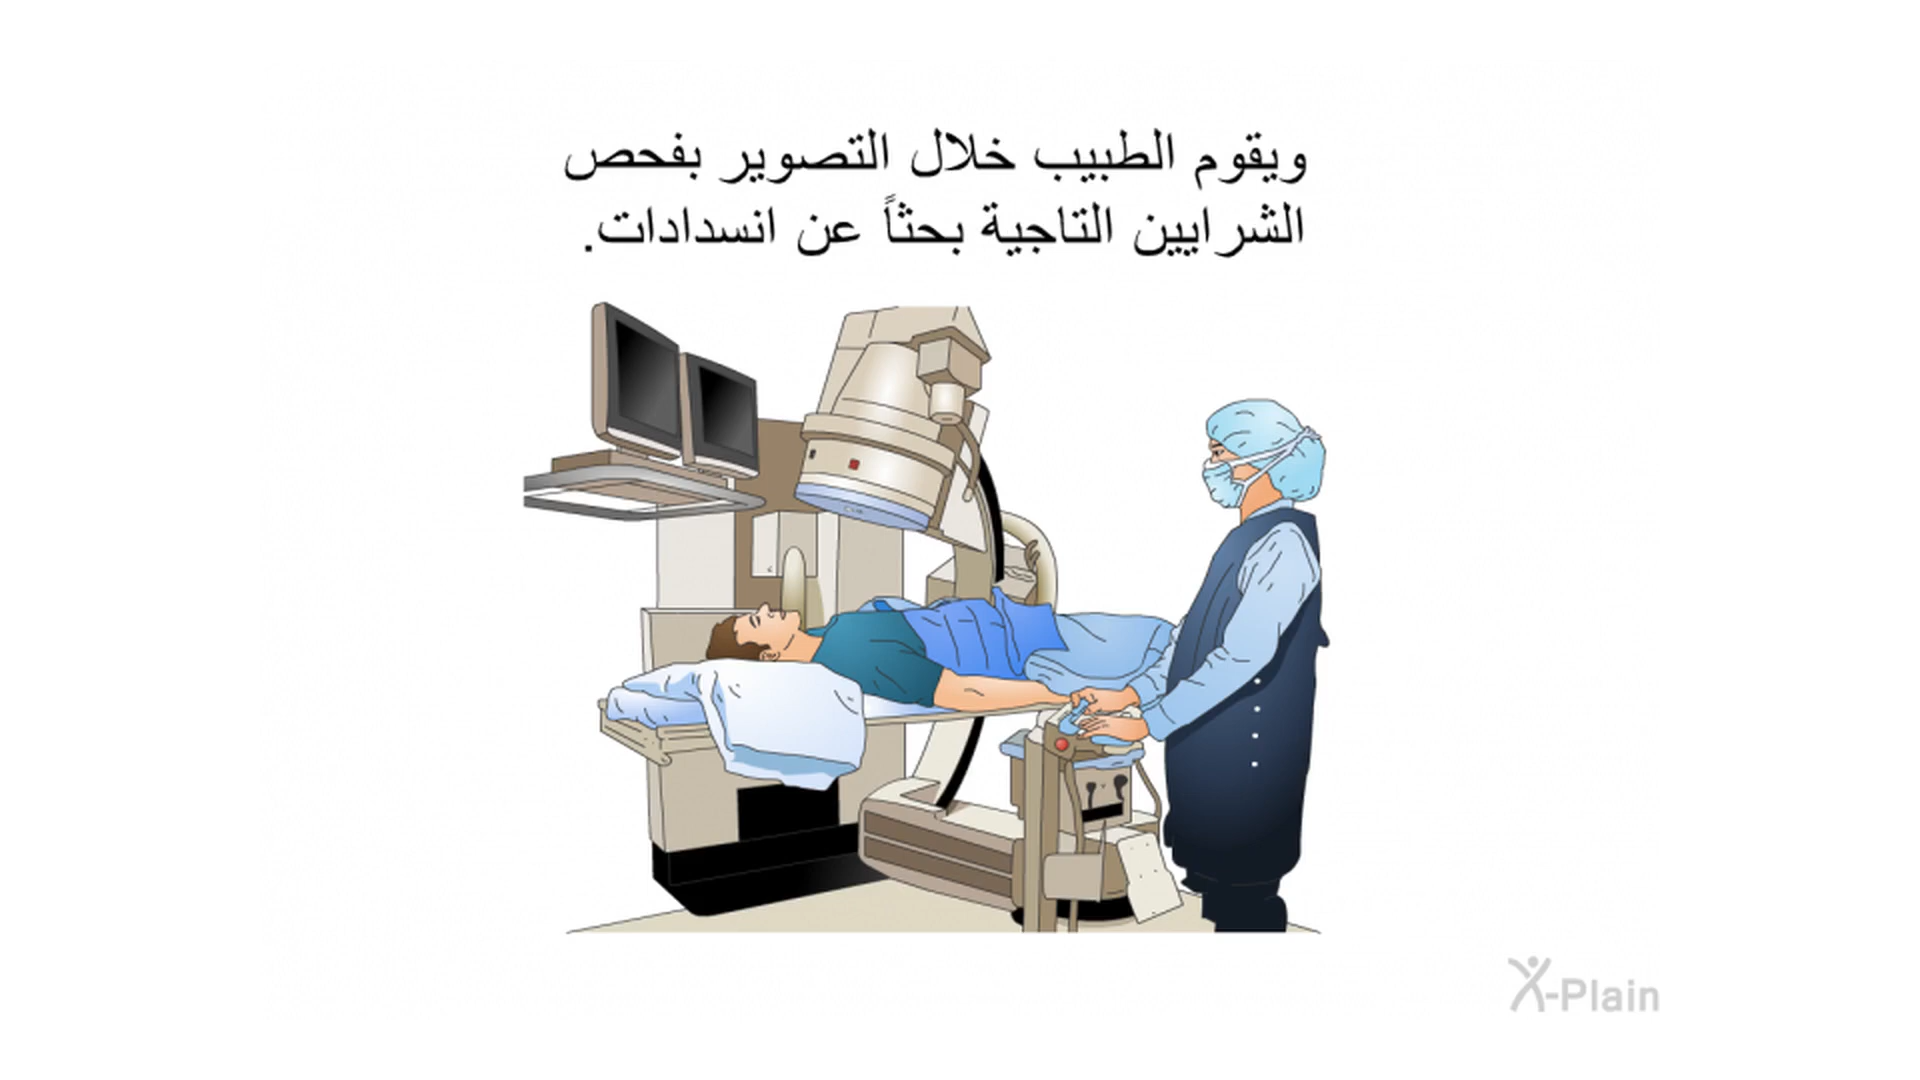 ويقوم الطبيب خلال التصوير بفحص
الشرايين التاجية بحثاً عن انسدادات.
X-Plain